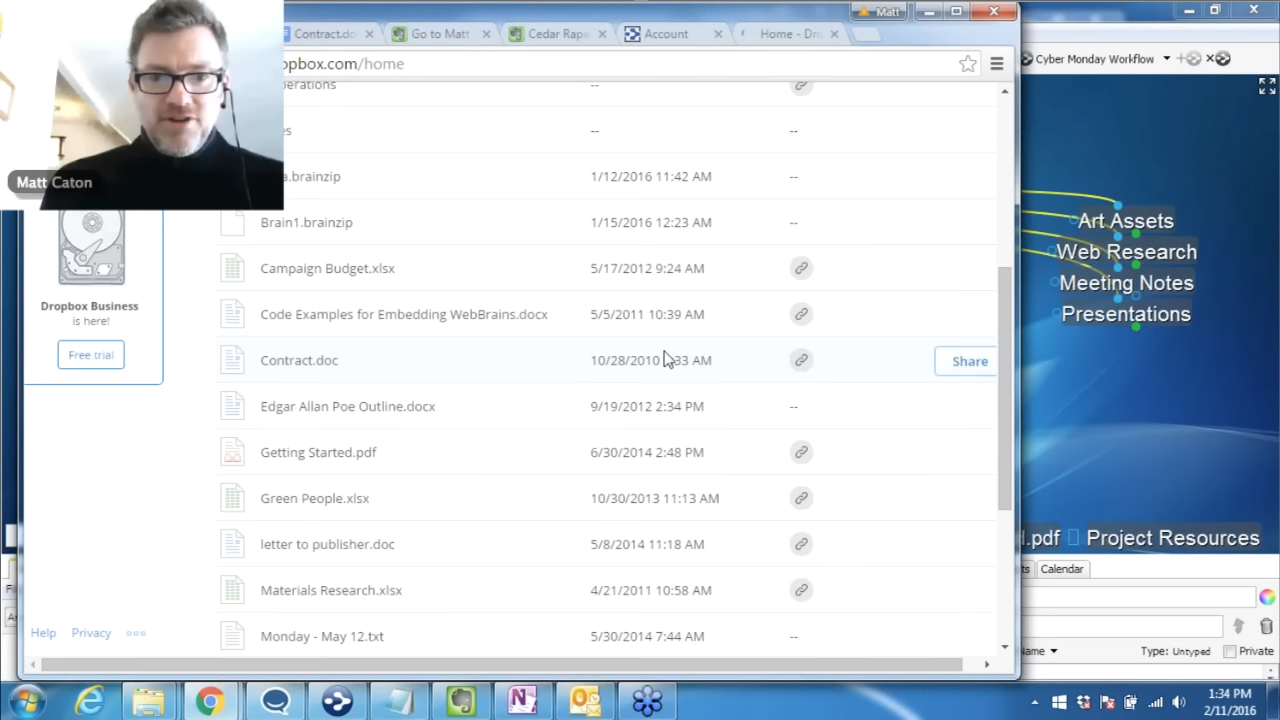 Matt
Contract.do
Go to Matt
Cedar Rapi
Account
Home - Dro
opbox.com/home
Cyber Monday Workflow
erations
--
es
--
--
Matt Caton
a.brainzip
1/12/2016 11:42 AM
--
Brain1.brainzip
1/15/2016 12:23 AM
--
Campaign Budget.xlsx
5/17/2012 9:24 AM
Code Examples for Embedding WebBrains.docx
5/5/2011 10:39 AM
Contract.doc
10/28/2010 :33 AM
Share
Edgar Allan Poe Outline.docx
9/19/2012 2:34 PM
--
Getting Started.pdf
6/30/2014 2:48 PM
Green People.xlsx
10/30/2013 11:13 AM
letter to publisher.doc
5/8/2014 11:18 AM
Materials Research.xlsx
4/21/2011 10:58 AM
Monday - May 12.txt
5/30/2014 7:44 AM
--
Dropbox Business
is here!
Free trial
Help
Privacy
Art Assets
Web Research
Meeting Notes
Presentations
l.pdf
Project Resources
ts
Calendar
Name
Type: Untyped
Private
1:34 PM
2/11/2016